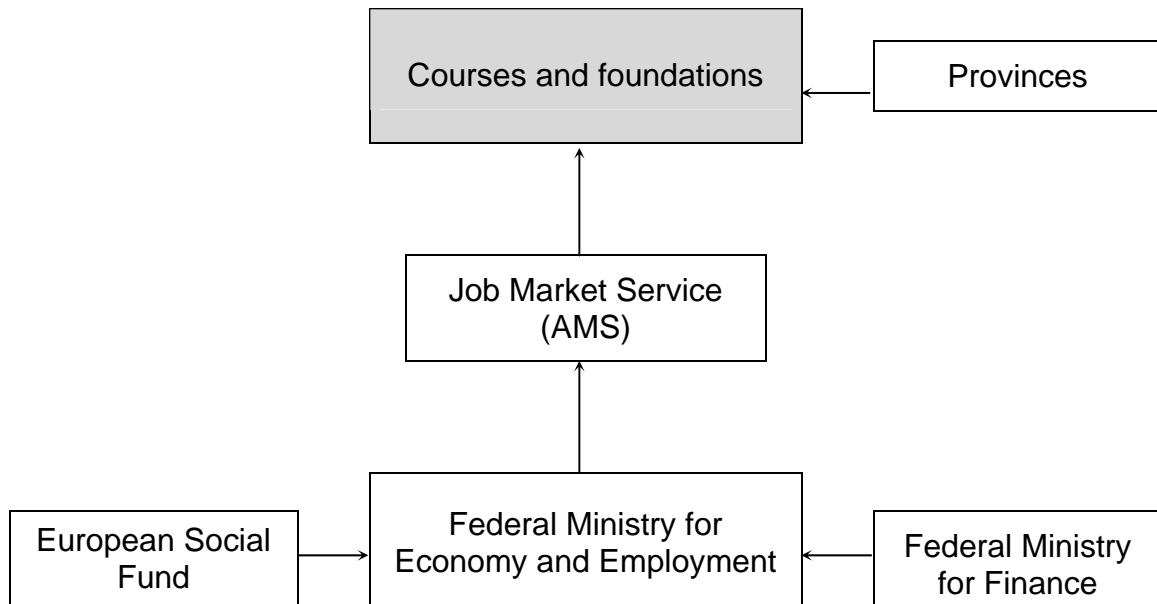 Courses and foundations
Provinces
Job Market Service
(AMS)
European Social
Fund
Federal Ministry for
Economy and Employment
Federal Ministry
for Finance